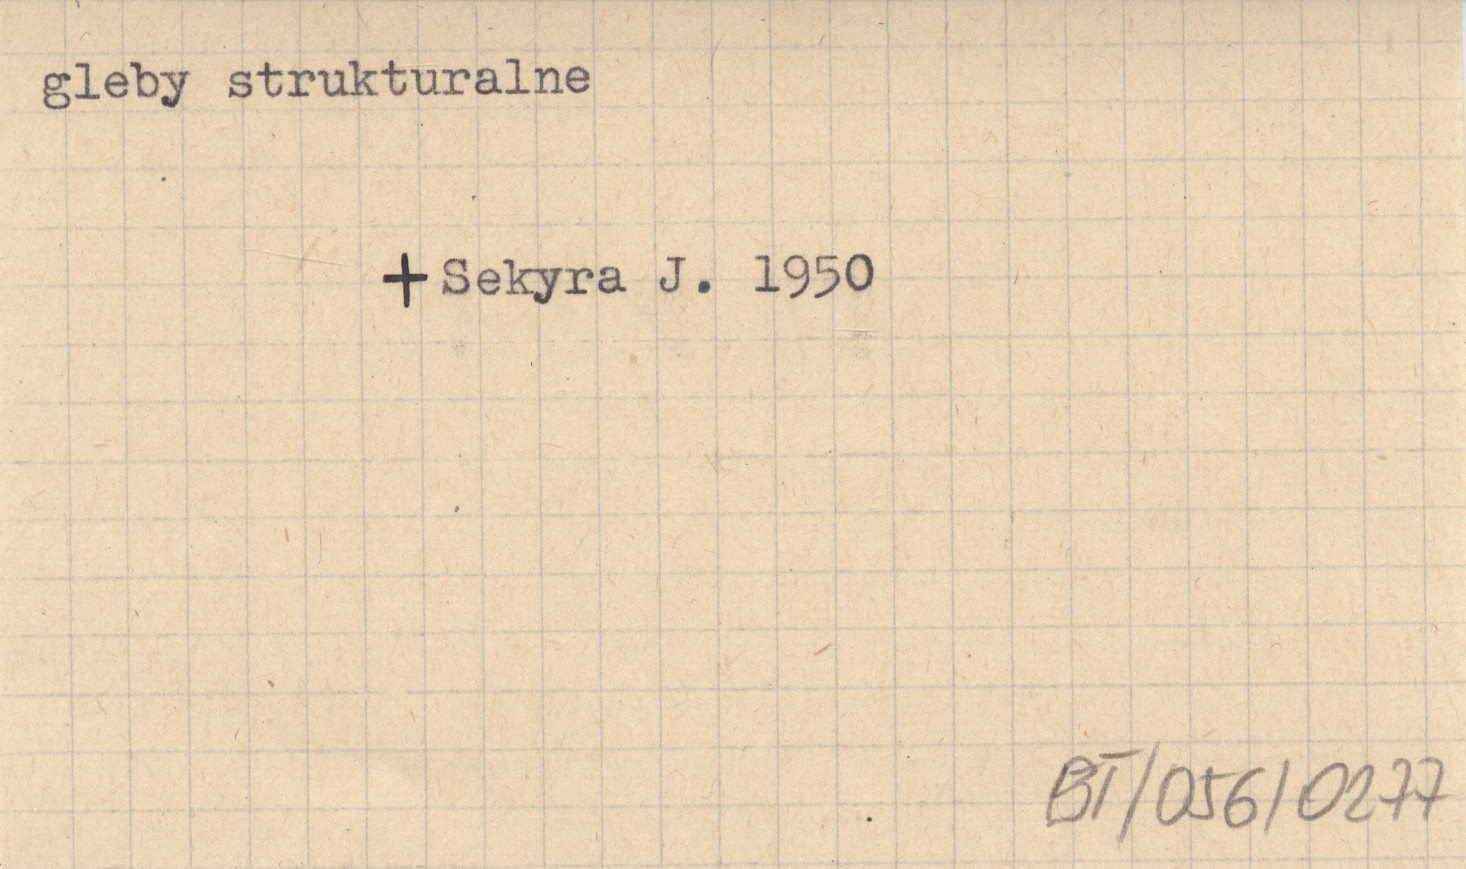 gleby strukturalne
+ Sekyra J. 1950
BT/056/0277